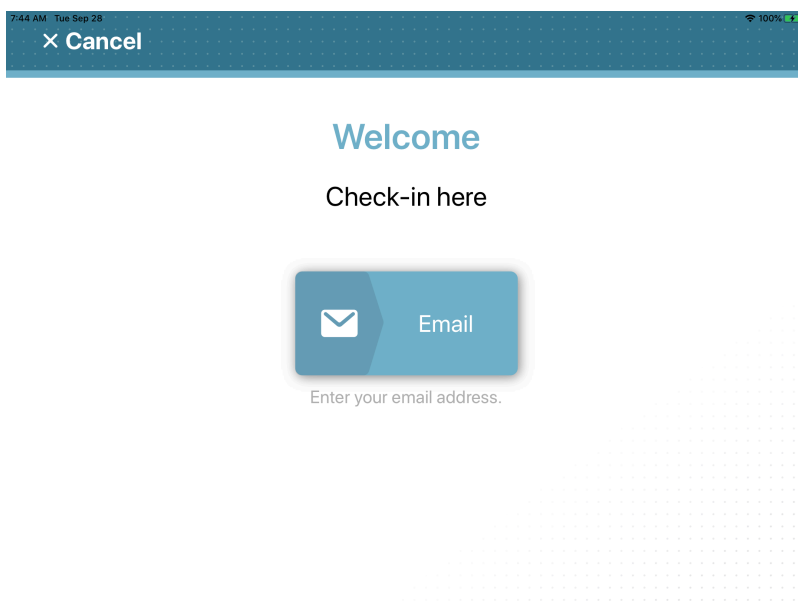 7:44 AM Tue Sep 28 100%
× Cancel
Welcome
Check-in here
Email
Enter your email address.